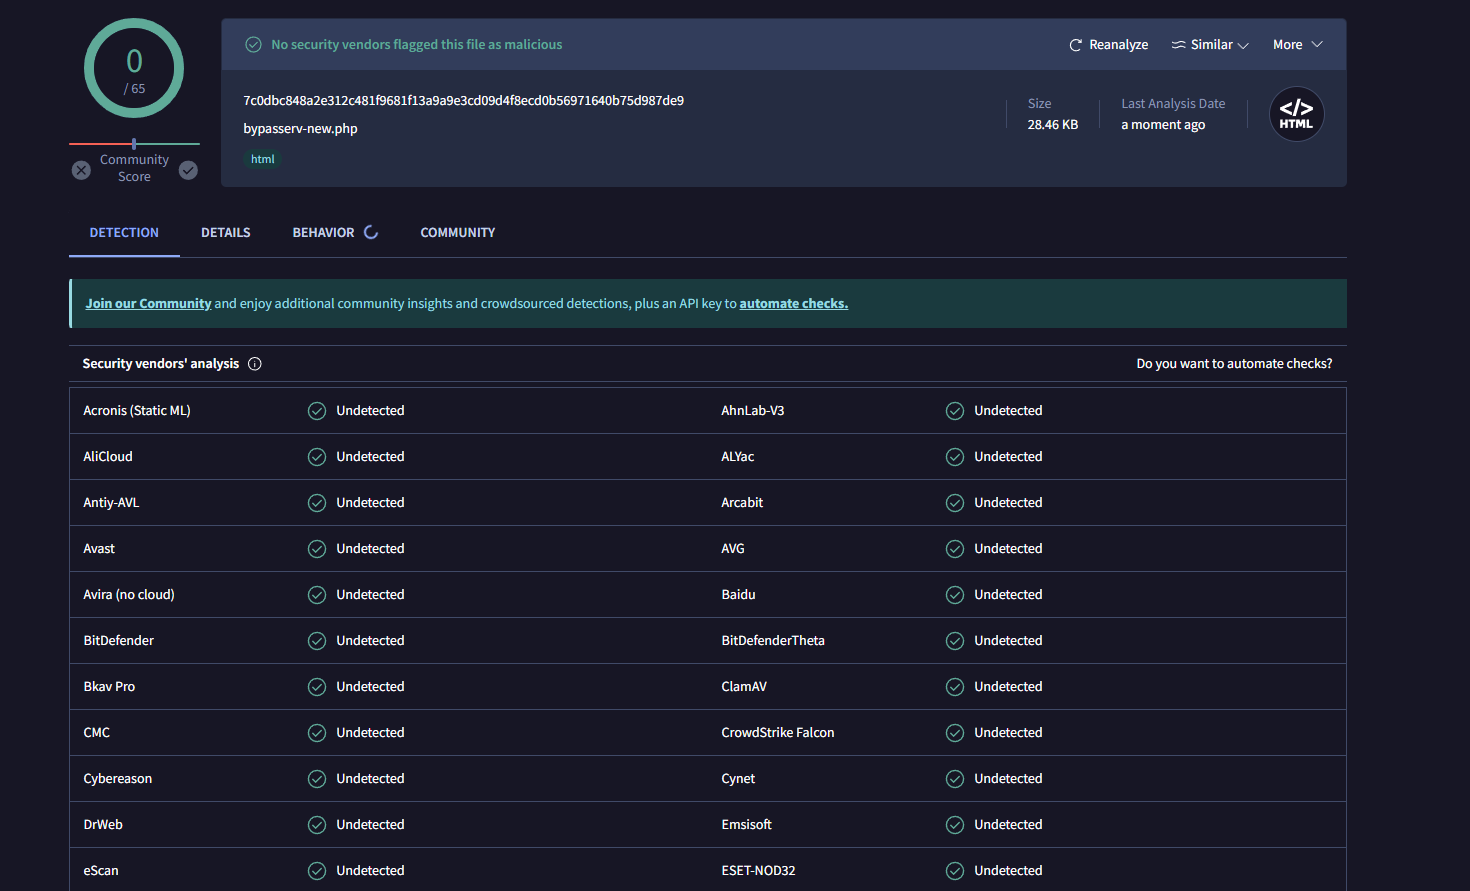 0
/ 65
Community
Score
No security vendors flagged this file as malicious
Reanalyze
Similar
More
7c0dbc848a2e312c481f9681f13a9a9e3cd09d4f8ecd0b56971640b75d987de9
bypasserv-new.php
html
Size
28.46 KB
Last Analysis Date
a moment ago
</>
HTML
DETECTION
DETAILS
BEHAVIOR
COMMUNITY
Join our Community and enjoy additional community insights and crowdsourced detections, plus an API key to automate checks.
Security vendors' analysis
Do you want to automate checks?
Acronis (Static ML) Undetected AhnLab-V3 Undetected
AliCloud Undetected ALYac Undetected
Antiy-AVL Undetected Arcabit Undetected
Avast Undetected AVG Undetected
Avira (no cloud) Undetected Baidu Undetected
BitDefender Undetected BitDefenderTheta Undetected
Bkav Pro Undetected ClamAV Undetected
CMC Undetected CrowdStrike Falcon Undetected
Cybereason Undetected Cynet Undetected
DrWeb Undetected Emsisoft Undetected
eScan Undetected ESET-NOD32 Undetected